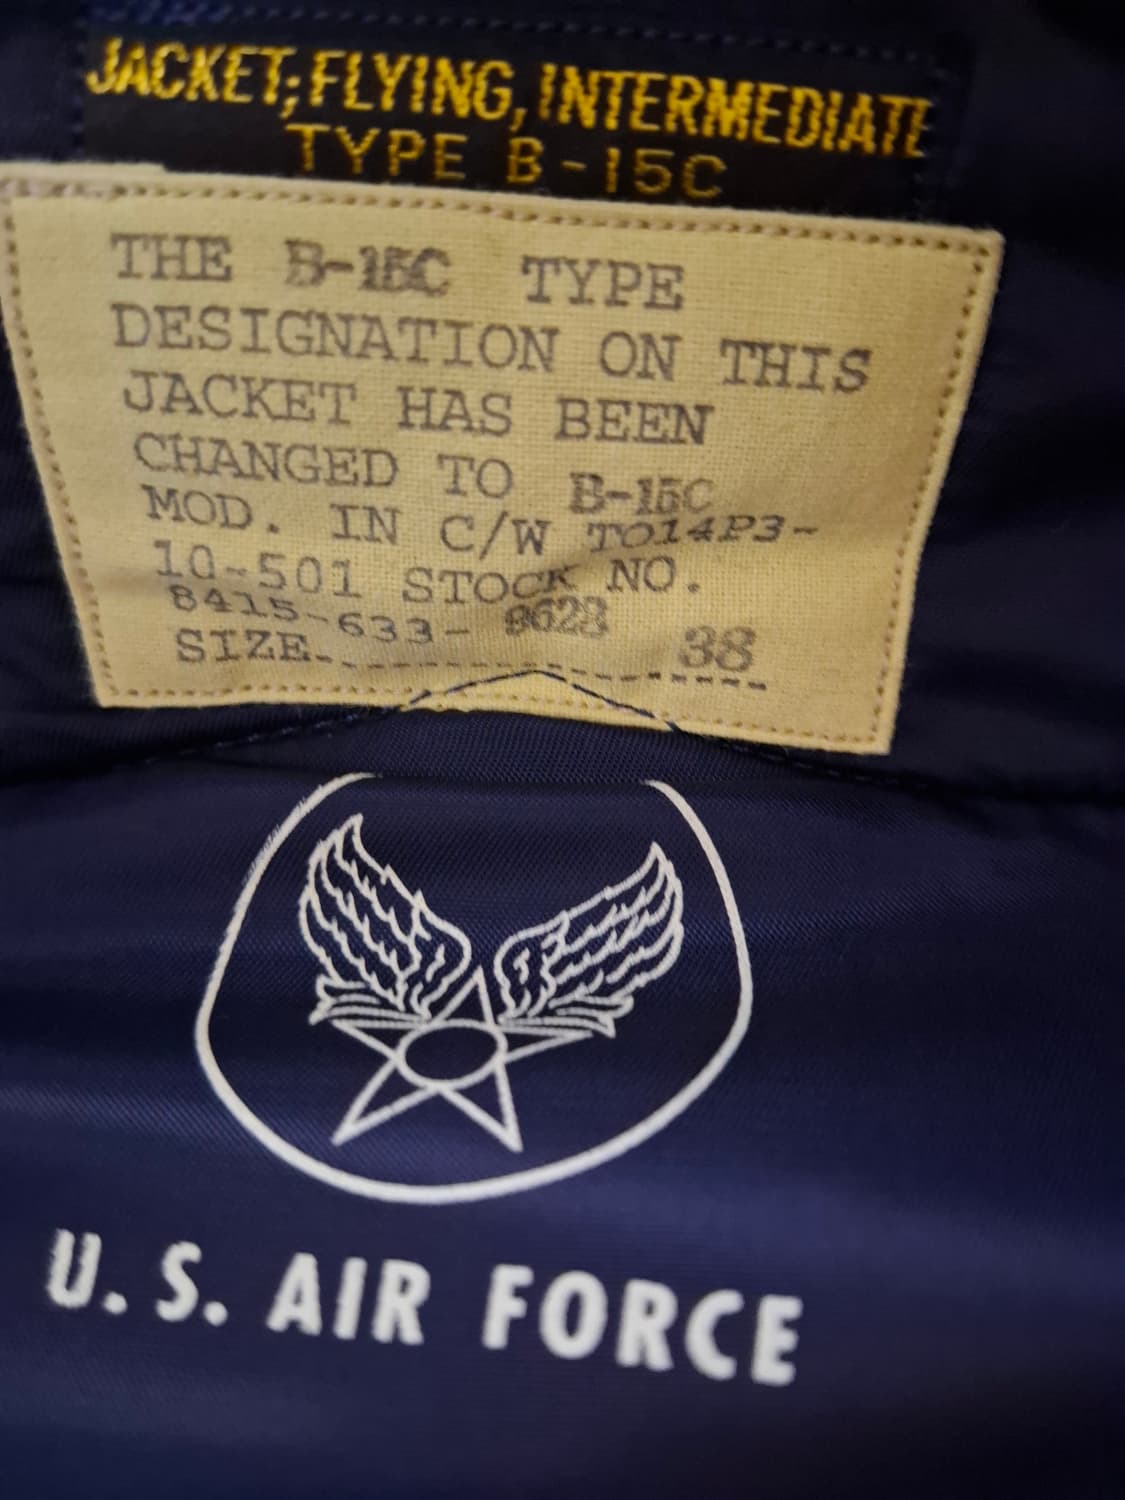 JACKET; FLYING, INTERMEDIATE
TYPE B-15C
THE B-15C TYPE
DESIGNATION ON THIS
JACKET HAS BEEN
CHANGED TO B-15C
MOD. IN C/W TO14P3-
10-501 STOCK NO.
8415-633- 9623
SIZE 38
U.S. AIR FORCE